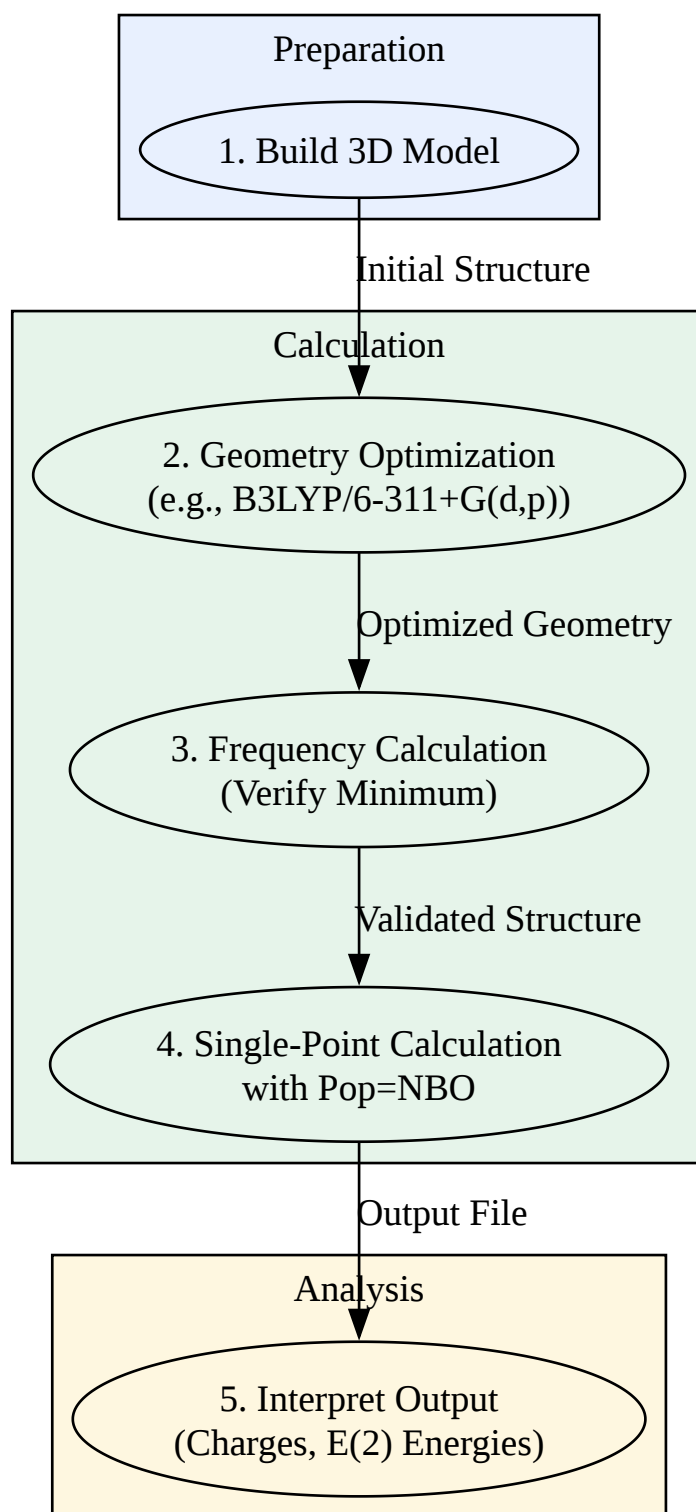 Preparation
1. Build 3D Model
Initial Structure
Calculation
2. Geometry Optimization
(e.g., B3LYP/6-311+G(d,p))
Optimized Geometry
3. Frequency Calculation
(Verify Minimum)
Validated Structure
4. Single-Point Calculation
with Pop=NBO
Output File
Analysis
5. Interpret Output
(Charges, E(2) Energies)